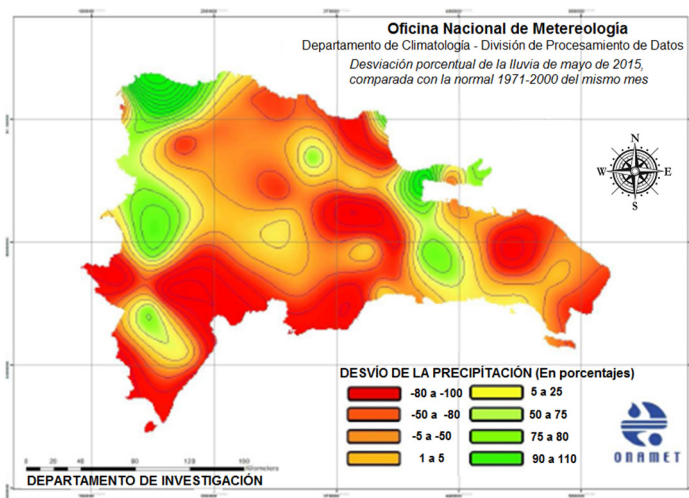 Oficina Nacional de Metereología
Departamento de Climatología - División de Procesamiento de Datos
Desviación porcentual de la lluvia de mayo de 2015,
comparada con la normal 1971-2000 del mismo mes
N
W E
S
DESVÍO DE LA PRECIPÍTACIÓN (En porcentajes)
-80 a -100 5 a 25
-50 a -80 50 a 75
-5 a -50 75 a 80
1 a 5 90 a 110
ONAMET
0 20 40 80 120 160
Kilometers
DEPARTAMENTO DE INVESTIGACIÓN